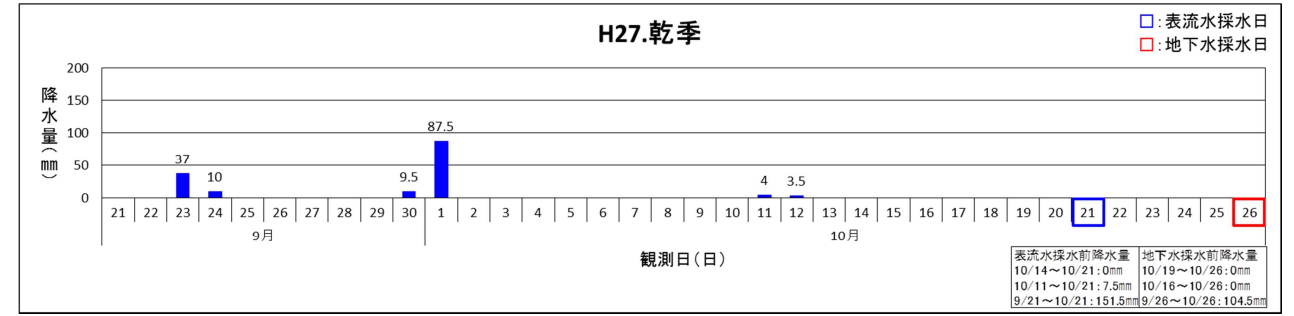 H27.乾季
□:表流水採水日
□:地下水採水日
降水量(㎜)
200
150
100
50
0
37
10
9.5
87.5
4
3.5
21 22 23 24 25 26 27 28 29 30 1 2 3 4 5 6 7 8 9 10 11 12 13 14 15 16 17 18 19 20 21 22 23 24 25 26
9月 10月
観測日(日)
表流水採水前降水量 地下水採水前降水量
10/14~10/21:0㎜ 10/19~10/26:0㎜
10/11~10/21:7.5㎜ 10/16~10/26:0㎜
9/21~10/21:151.5㎜ 9/26~10/26:104.5㎜